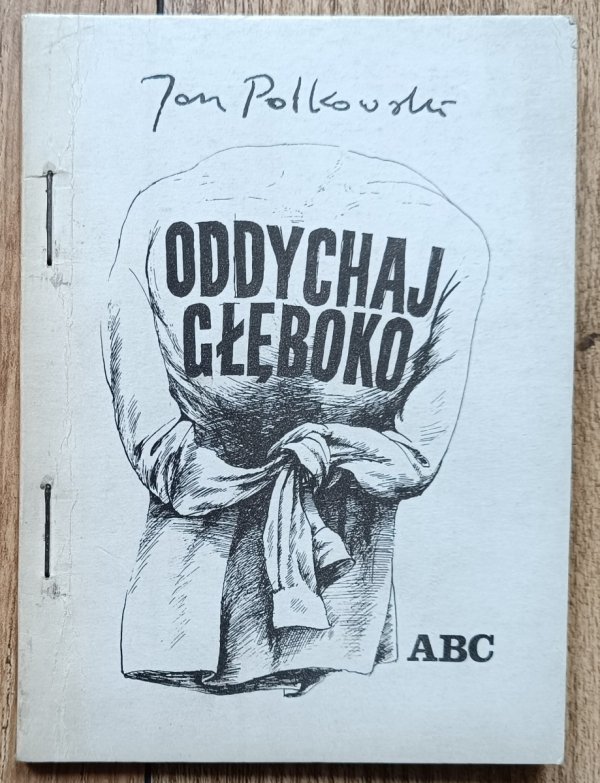 Jan Polkowski
ODDYCHAJ
GŁĘBOKO
ABC